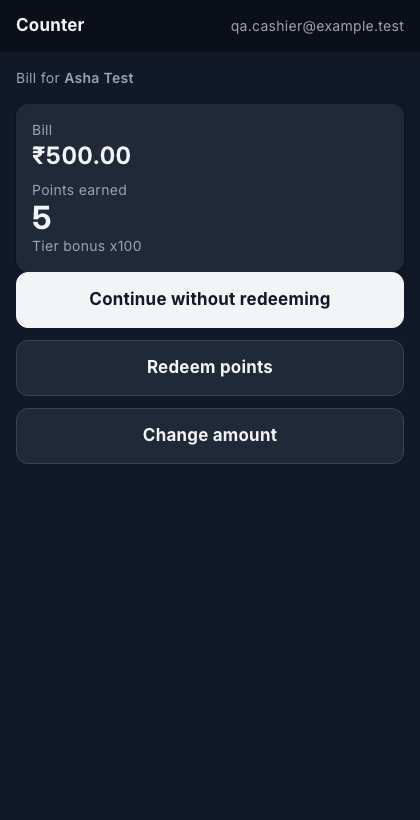 Counter
qa.cashier@example.test
Bill for Asha Test
Bill
₹500.00
Points earned
5
Tier bonus x100
Continue without redeeming
Redeem points
Change amount